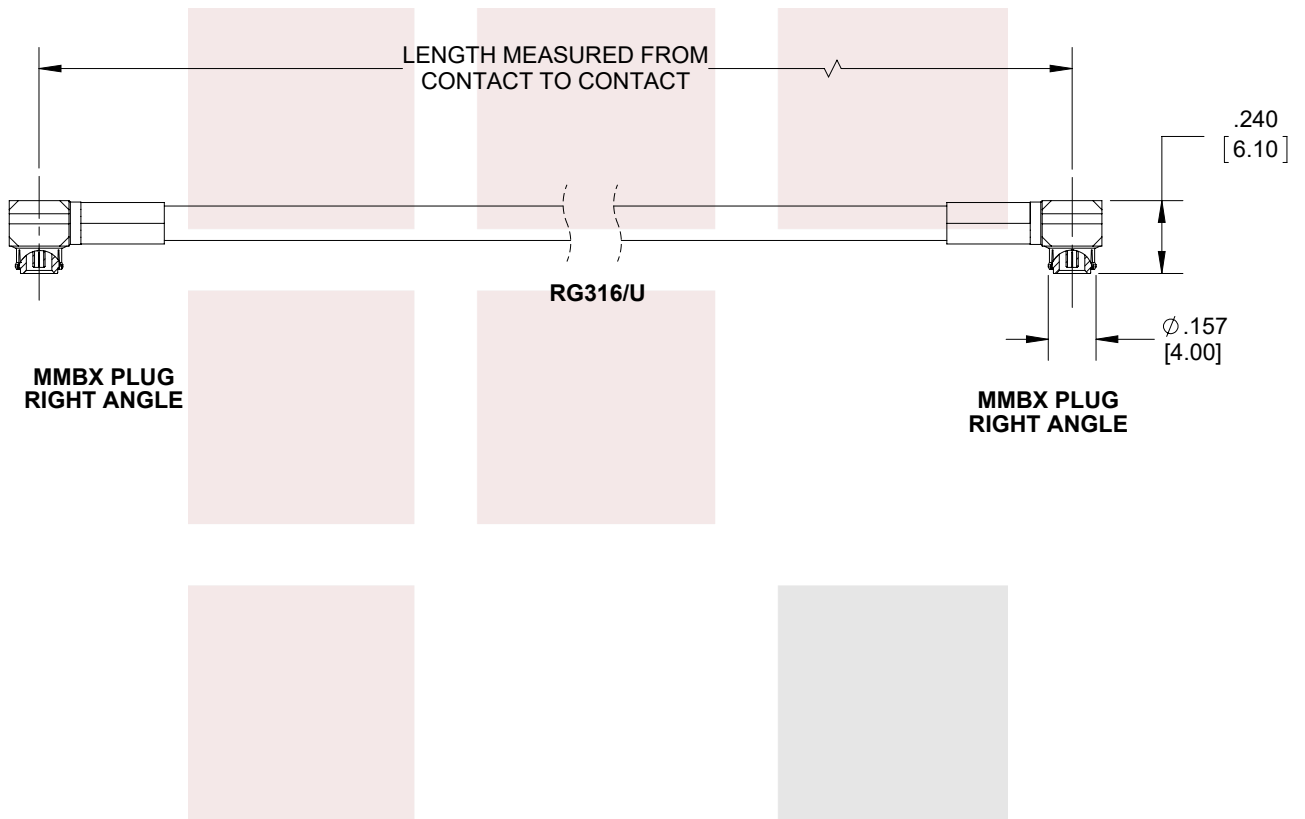 LENGTH MEASURED FROM
CONTACT TO CONTACT
.240
[6.10]
RG316/U
⌀.157
[4.00]
MMBX PLUG
RIGHT ANGLE
MMBX PLUG
RIGHT ANGLE